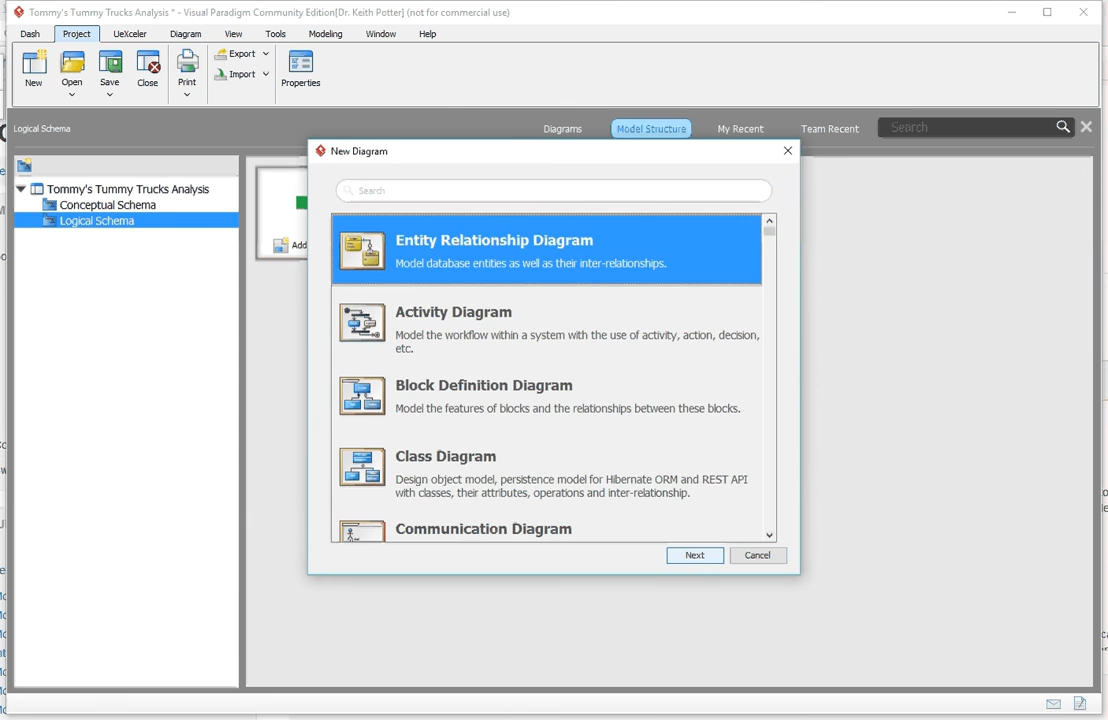 Tommy's Tummy Trucks Analysis * - Visual Paradigm Community Edition[Dr. Keith Potter] (not for commercial use)
Dash Project UeXceler Diagram View Tools Modeling Window Help
New Open Save Close Print Export Import Properties
Logical Schema
Diagrams Model Structure My Recent Team Recent Search
New Diagram
Search
Tommy's Tummy Trucks Analysis
Conceptual Schema
Logical Schema
Add
Entity Relationship Diagram
Model database entities as well as their inter-relationships.
Activity Diagram
Model the workflow within a system with the use of activity, action, decision,
etc.
Block Definition Diagram
Model the features of blocks and the relationships between these blocks.
Class Diagram
Design object model, persistence model for Hibernate ORM and REST API
with classes, their attributes, operations and inter-relationship.
Communication Diagram
Next Cancel